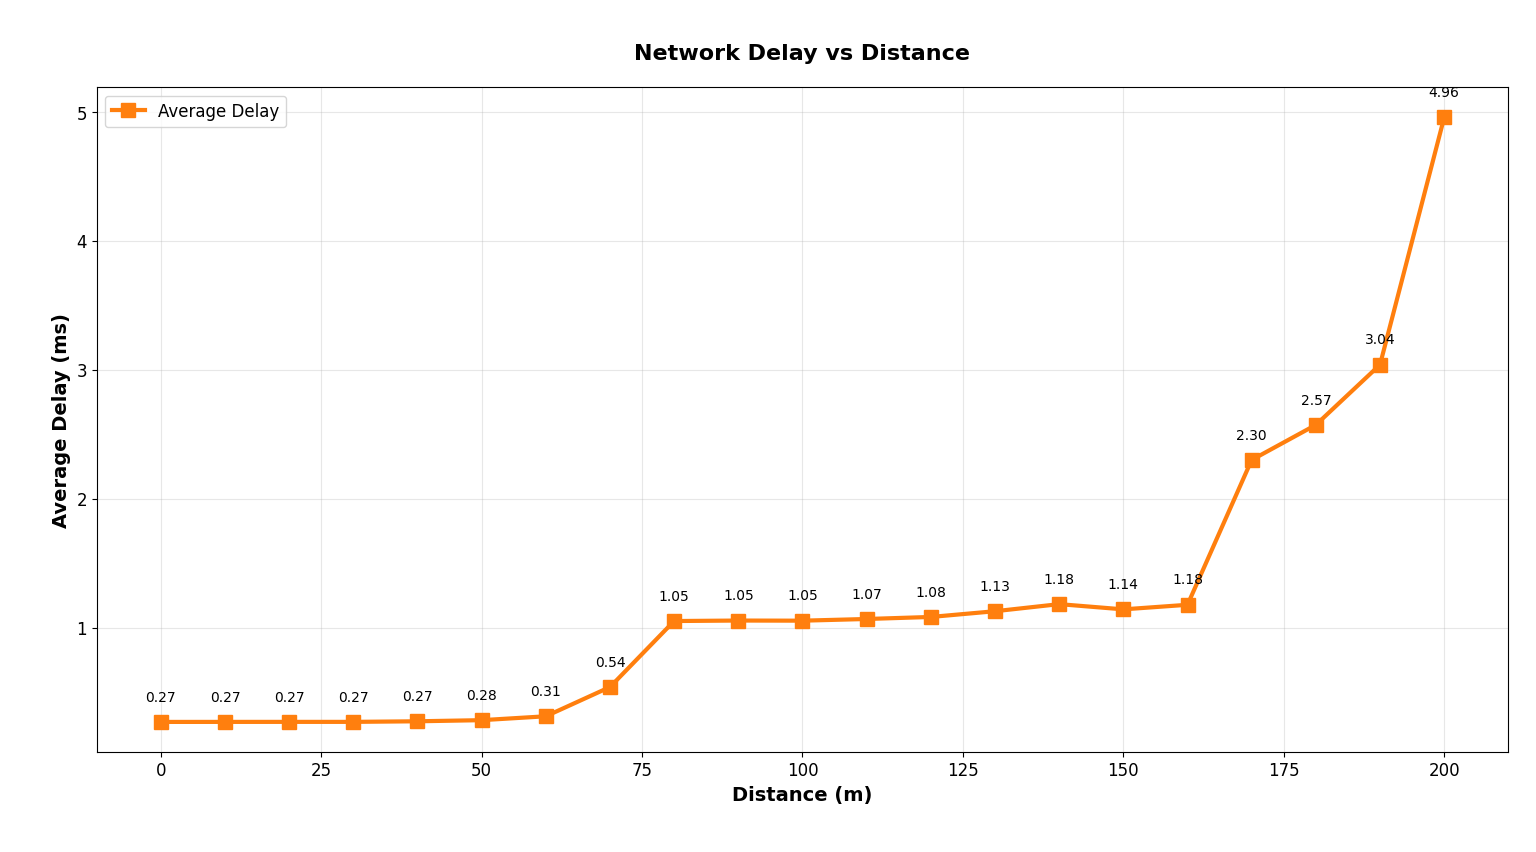 Network Delay vs Distance
Average Delay
Average Delay (ms)
5
4
3
2
1
0.27 0.27 0.27 0.27 0.27 0.28 0.31 0.54 1.05 1.05 1.05 1.07 1.08 1.13 1.18 1.14 1.18 2.30 2.57 3.04 4.96
0 25 50 75 100 125 150 175 200
Distance (m)